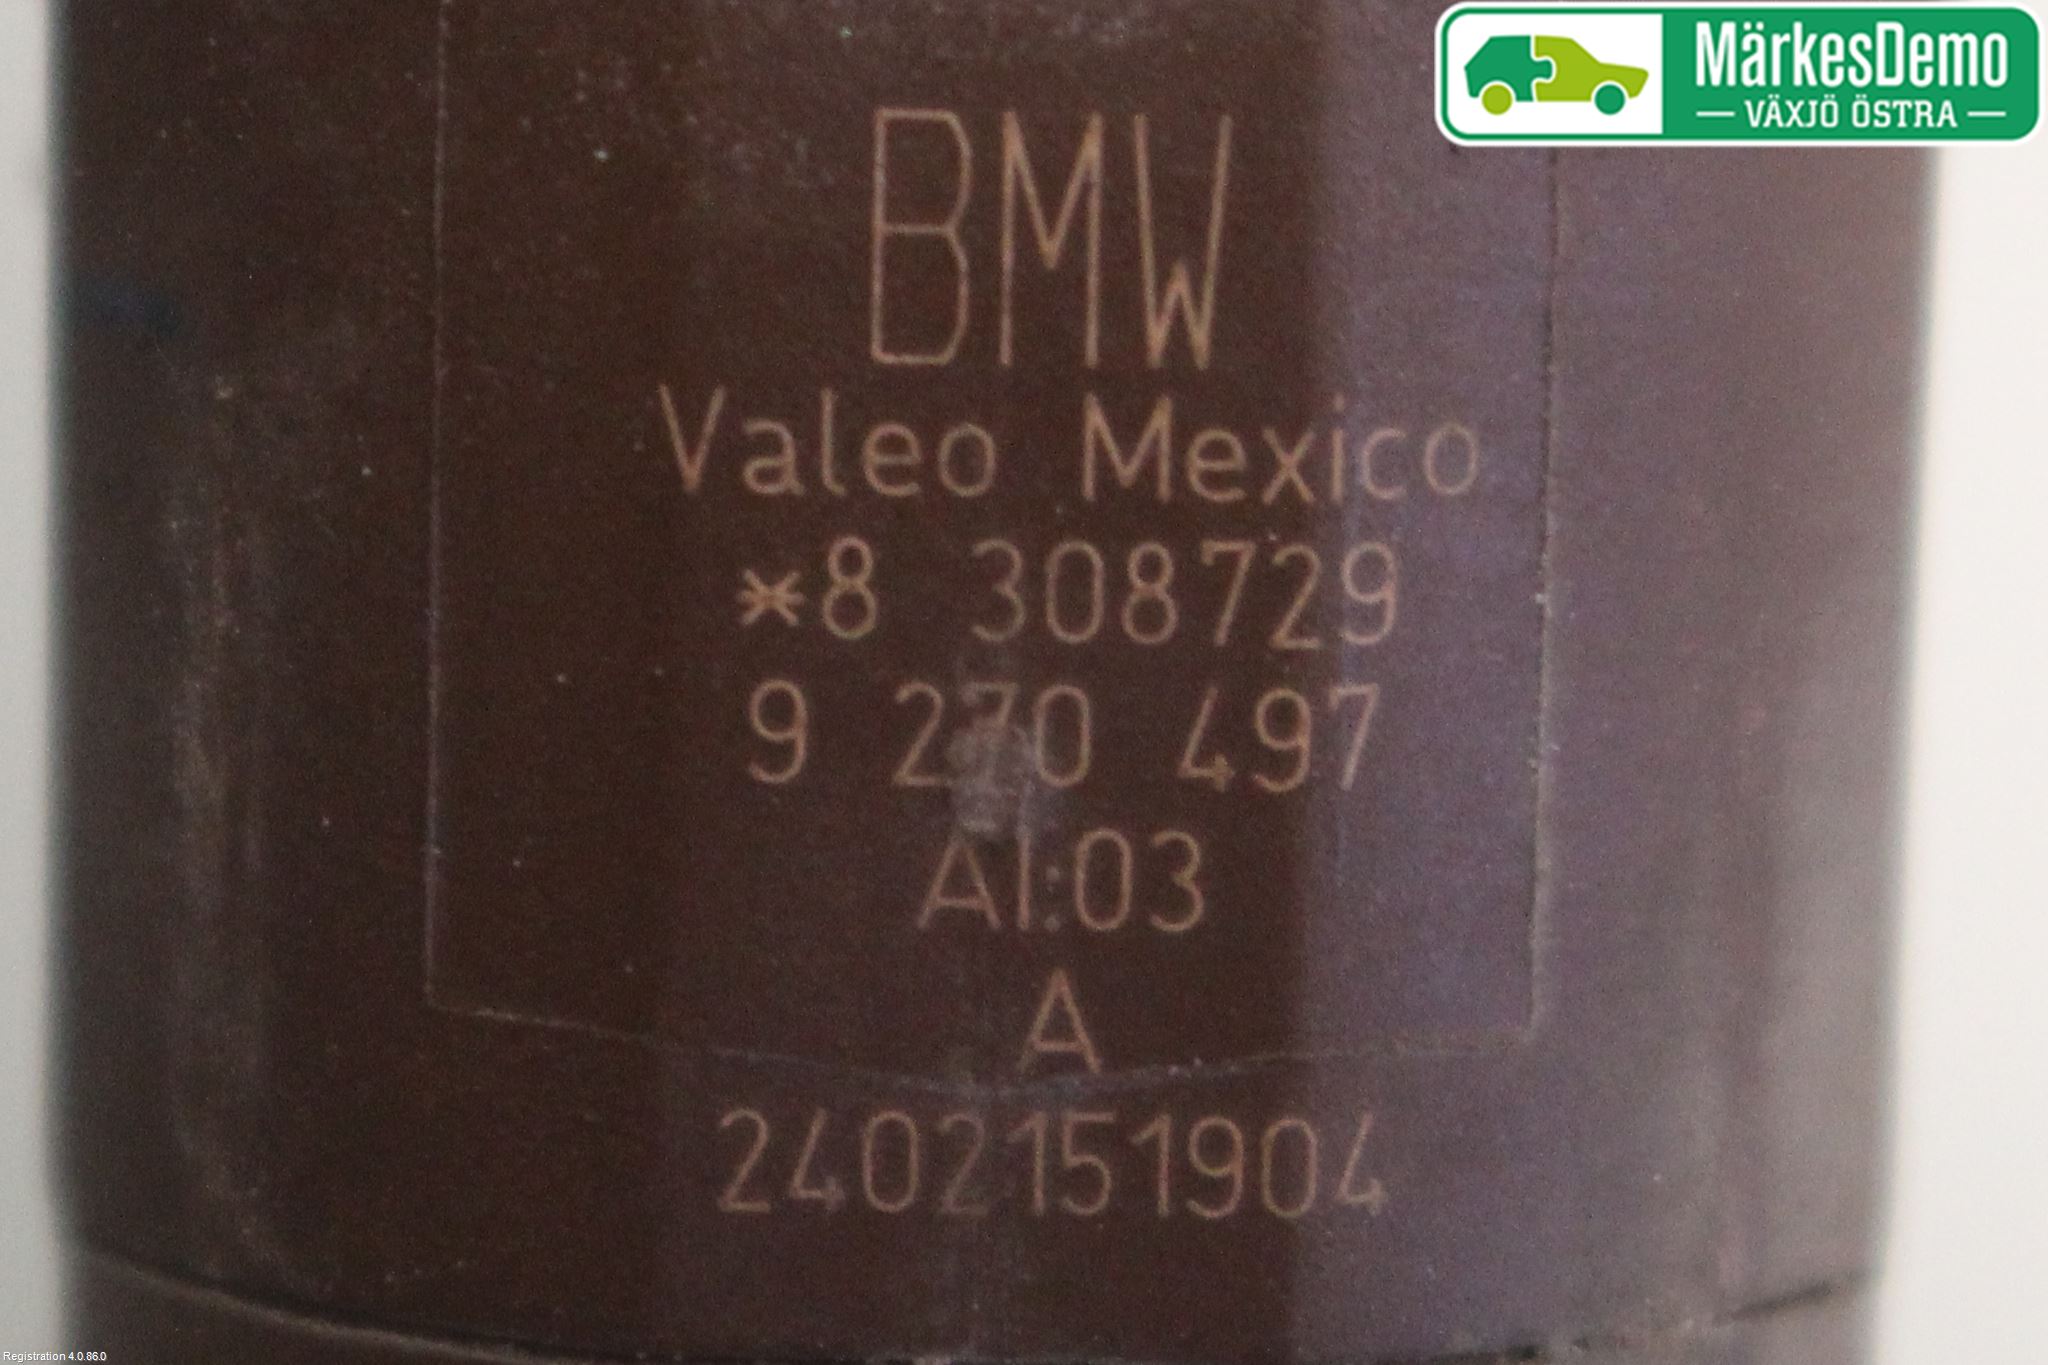 MärkesDemo
— VÄXJÖ ÖSTRA —
BMW
Valeo Mexico
*8 308729
9 270 497
AI:03
A
2402151904
Registration 4.0.86.0